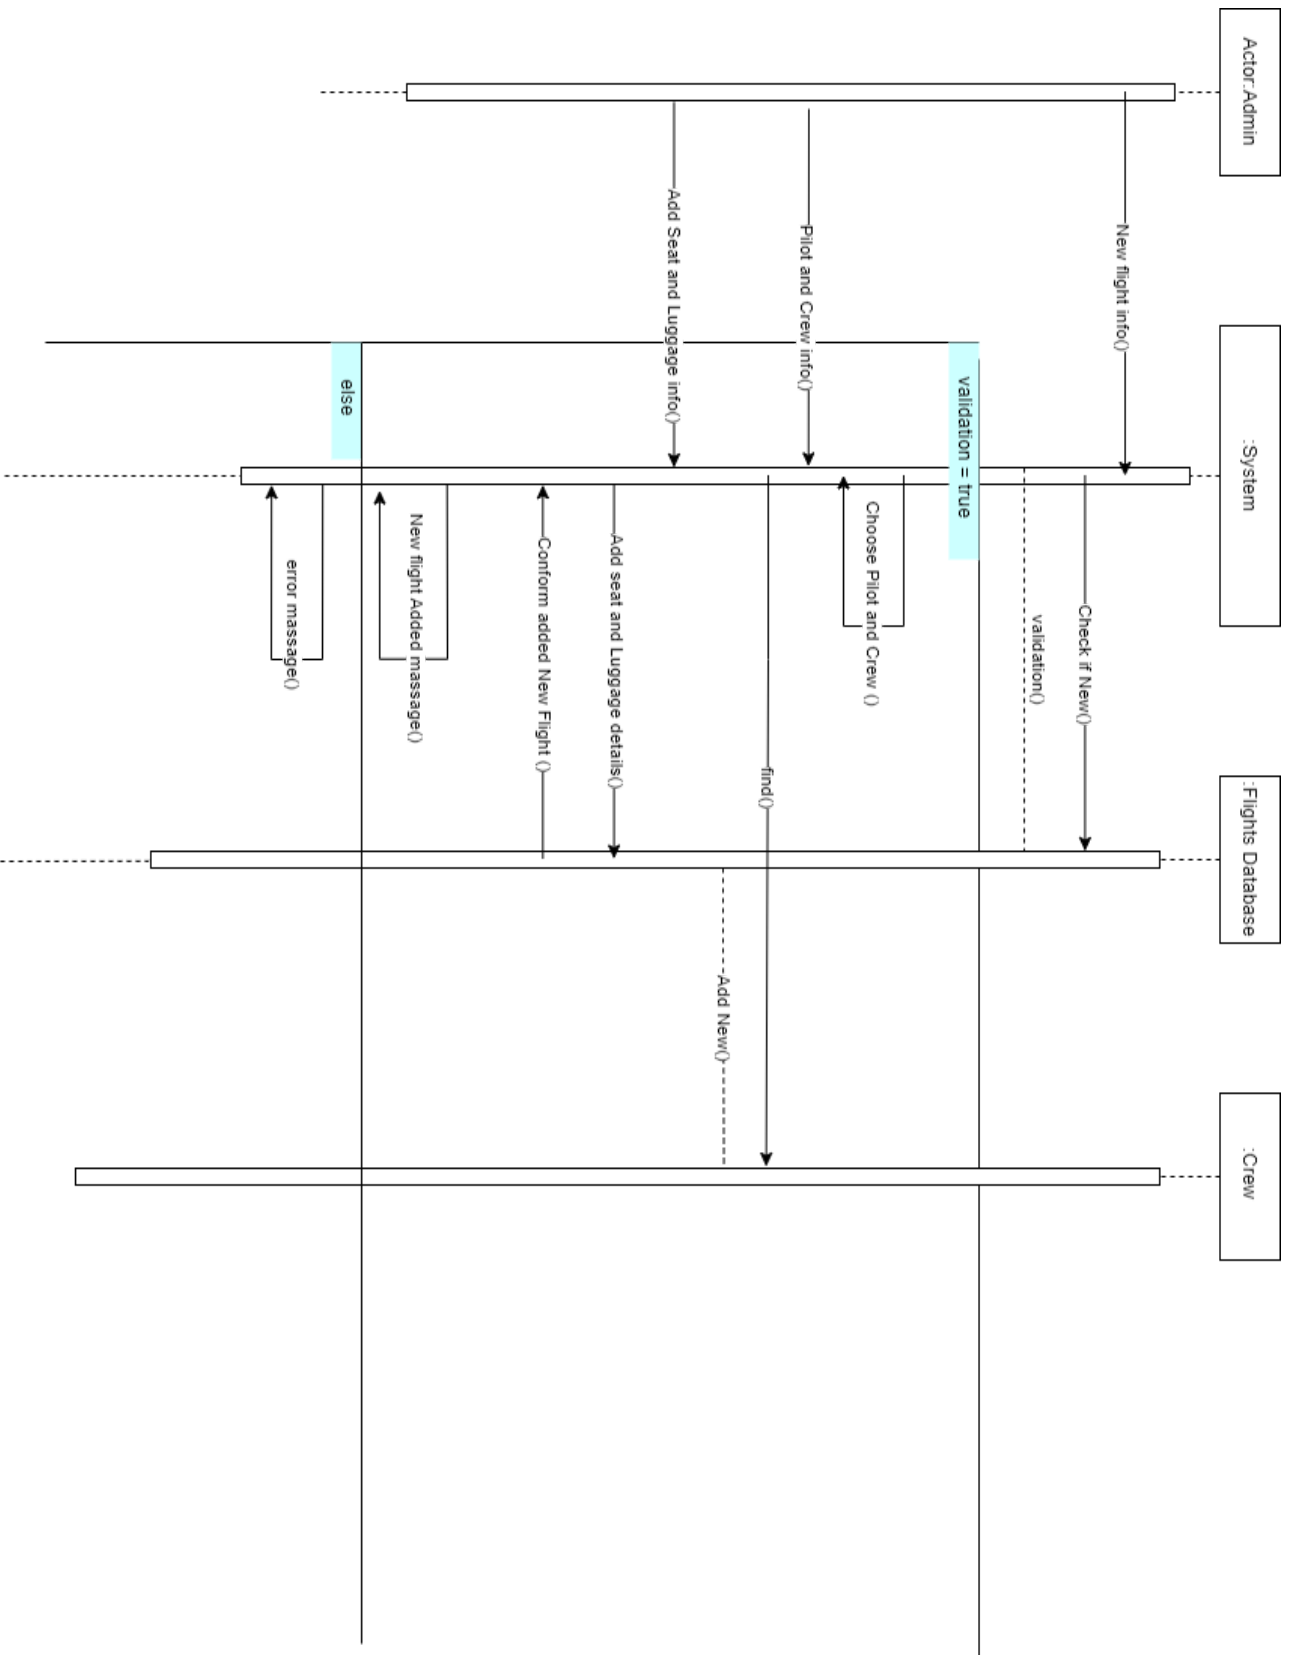 Actor:Admin
:System
:Flights Database
:Crew
New flight info()
Check if New()
validation()
validation = true
Choose Pilot and Crew ()
Pilot and Crew info()
find()
Add New()
Add Seat and Luggage info()
Add seat and Luggage details()
Conform added New Flight ()
New flight Added massage()
else
error massage()